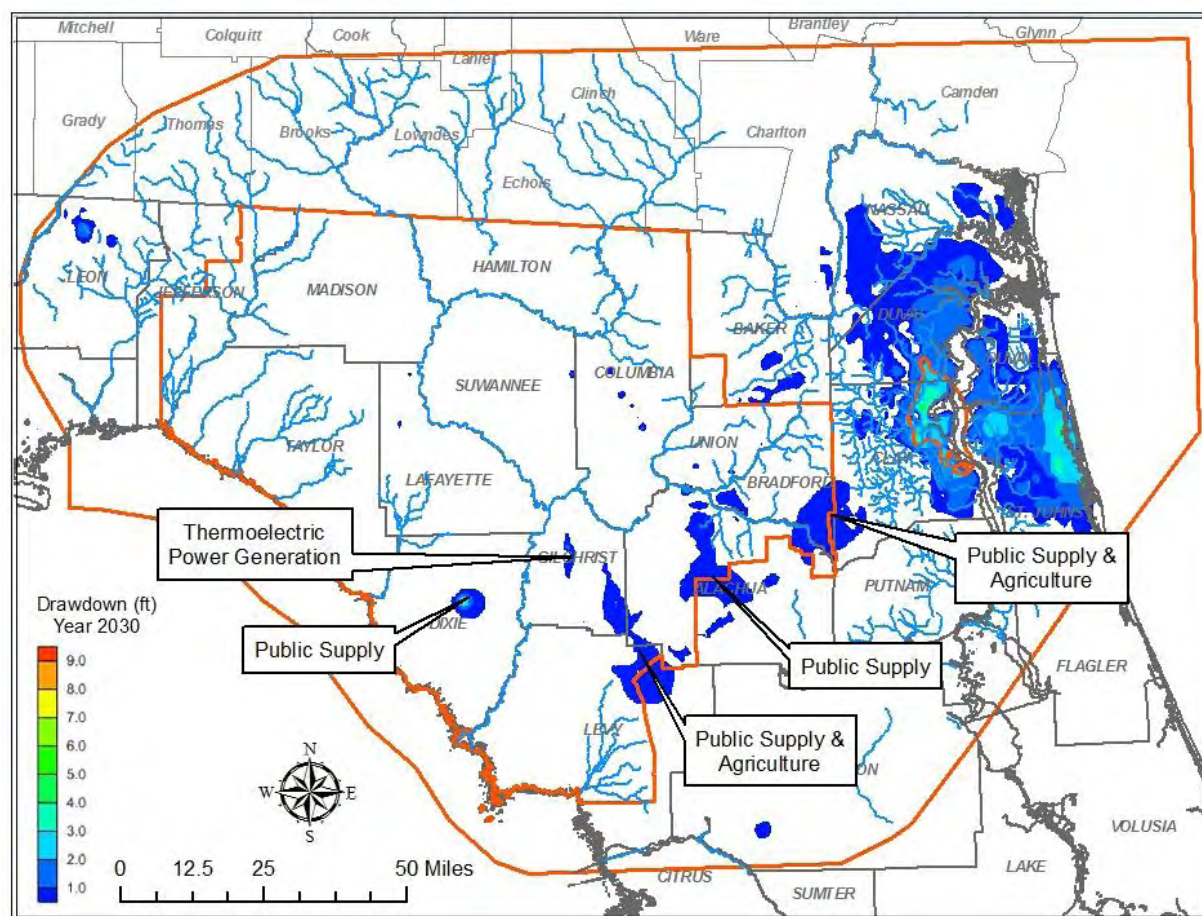 Mitchell
Colquitt
Cook
Ware
Brantley
Glynn
Lanier
Clinch
Camden
Grady
Thomas
Brooks
Lowndes
Charlton
Echols
NASSAU
LEON
JEFFERSON
MADISON
HAMILTON
BAKER
DUVAL
DUVAL
COLUMBIA
SUWANNEE
TAYLOR
UNION
CLAY
LAFAYETTE
BRADFORD
ST. JOHNS
Thermoelectric
Power Generation
GILCHRIST
Public Supply &
Agriculture
ALACHUA
PUTNAM
Drawdown (ft)
Year 2030
DIXIE
Public Supply
Public Supply
FLAGLER
9.0
8.0
7.0
6.0
5.0
4.0
3.0
2.0
1.0
LEVY
Public Supply &
Agriculture
ON
N
W
E
S
VOLUSIA
0
12.5
25
50 Miles
CITRUS
LAKE
SUMTER